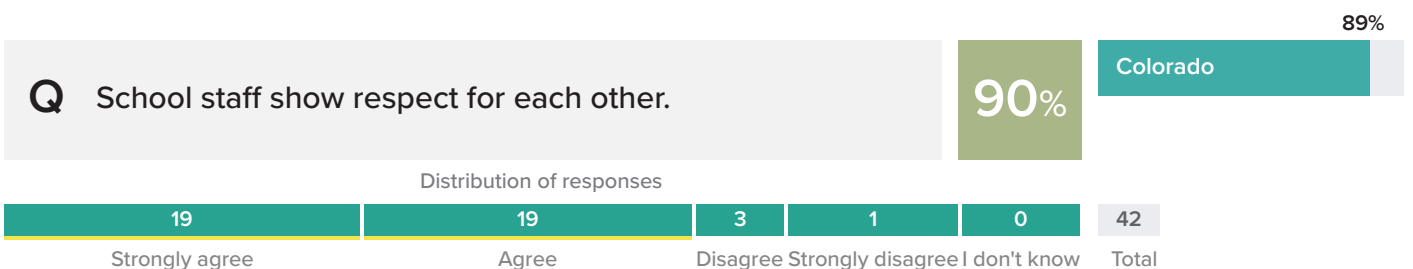 89%
Q School staff show respect for each other.
90%
Colorado
Distribution of responses
19 19 3 1 0 42
Strongly agree Agree Disagree Strongly disagree I don't know Total